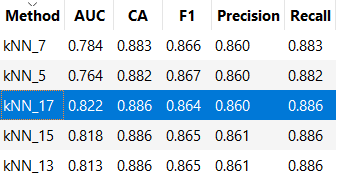 Method AUC CA F1 Precision Recall
kNN_7 0.784 0.883 0.866 0.860 0.883
kNN_5 0.764 0.882 0.867 0.860 0.882
kNN_17 0.822 0.886 0.864 0.860 0.886
kNN_15 0.818 0.886 0.865 0.861 0.886
kNN_13 0.813 0.886 0.865 0.861 0.886